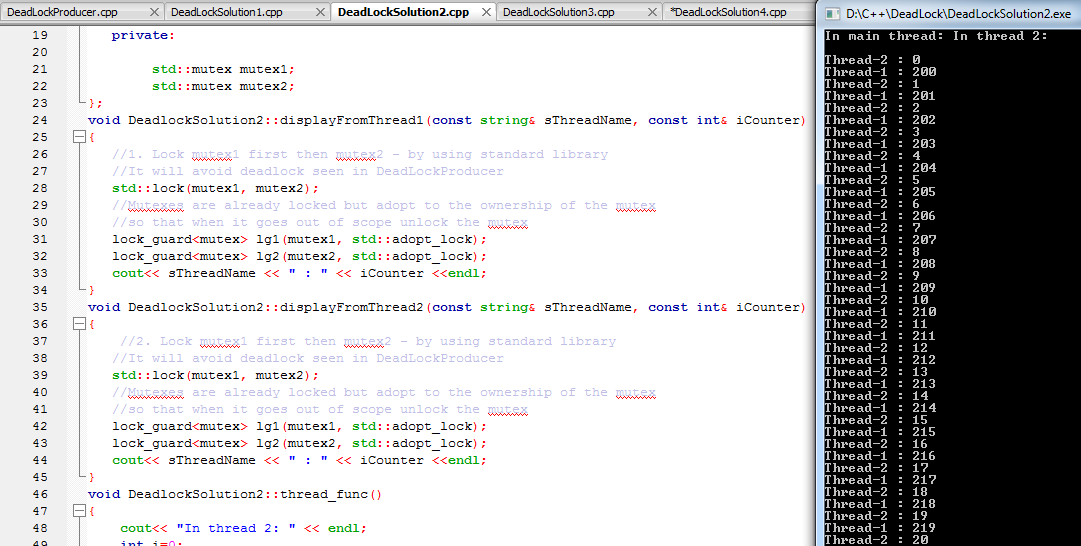 DeadLockProducer.cpp DeadLockSolution1.cpp DeadLockSolution2.cpp DeadLockSolution3.cpp *DeadLockSolution4.cpp
19 private:
20
21 std::mutex mutex1;
22 std::mutex mutex2;
23 };
24 void DeadlockSolution2::displayFromThread1(const string& sThreadName, const int& iCounter)
25 {
26 //1. Lock mutex1 first then mutex2 - by using standard library
27 //It will avoid deadlock seen in DeadLockProducer
28 std::lock(mutex1, mutex2);
29 //Mutexes are already locked but adopt to the ownership of the mutex
30 //so that when it goes out of scope unlock the mutex
31 lock_guard<mutex> lg1(mutex1, std::adopt_lock);
32 lock_guard<mutex> lg2(mutex2, std::adopt_lock);
33 cout<< sThreadName << " : " << iCounter <<endl;
34 }
35 void DeadlockSolution2::displayFromThread2(const string& sThreadName, const int& iCounter)
36 {
37 //2. Lock mutex1 first then mutex2 - by using standard library
38 //It will avoid deadlock seen in DeadLockProducer
39 std::lock(mutex1, mutex2);
40 //Mutexes are already locked but adopt to the ownership of the mutex
41 //so that when it goes out of scope unlock the mutex
42 lock_guard<mutex> lg1(mutex1, std::adopt_lock);
43 lock_guard<mutex> lg2(mutex2, std::adopt_lock);
44 cout<< sThreadName << " : " << iCounter <<endl;
45 }
46 void DeadlockSolution2::thread_func()
47 {
48 cout<< "In thread 2: " << endl;
49 int i=0;
D:\C++\DeadLock\DeadLockSolution2.exe
In main thread: In thread 2:
Thread-2 : 0
Thread-1 : 200
Thread-2 : 1
Thread-1 : 201
Thread-2 : 2
Thread-1 : 202
Thread-2 : 3
Thread-1 : 203
Thread-2 : 4
Thread-1 : 204
Thread-2 : 5
Thread-1 : 205
Thread-2 : 6
Thread-1 : 206
Thread-2 : 7
Thread-1 : 207
Thread-2 : 8
Thread-1 : 208
Thread-2 : 9
Thread-1 : 209
Thread-2 : 10
Thread-1 : 210
Thread-2 : 11
Thread-1 : 211
Thread-2 : 12
Thread-1 : 212
Thread-2 : 13
Thread-1 : 213
Thread-2 : 14
Thread-1 : 214
Thread-2 : 15
Thread-1 : 215
Thread-2 : 16
Thread-1 : 216
Thread-2 : 17
Thread-1 : 217
Thread-2 : 18
Thread-1 : 218
Thread-2 : 19
Thread-1 : 219
Thread-2 : 20